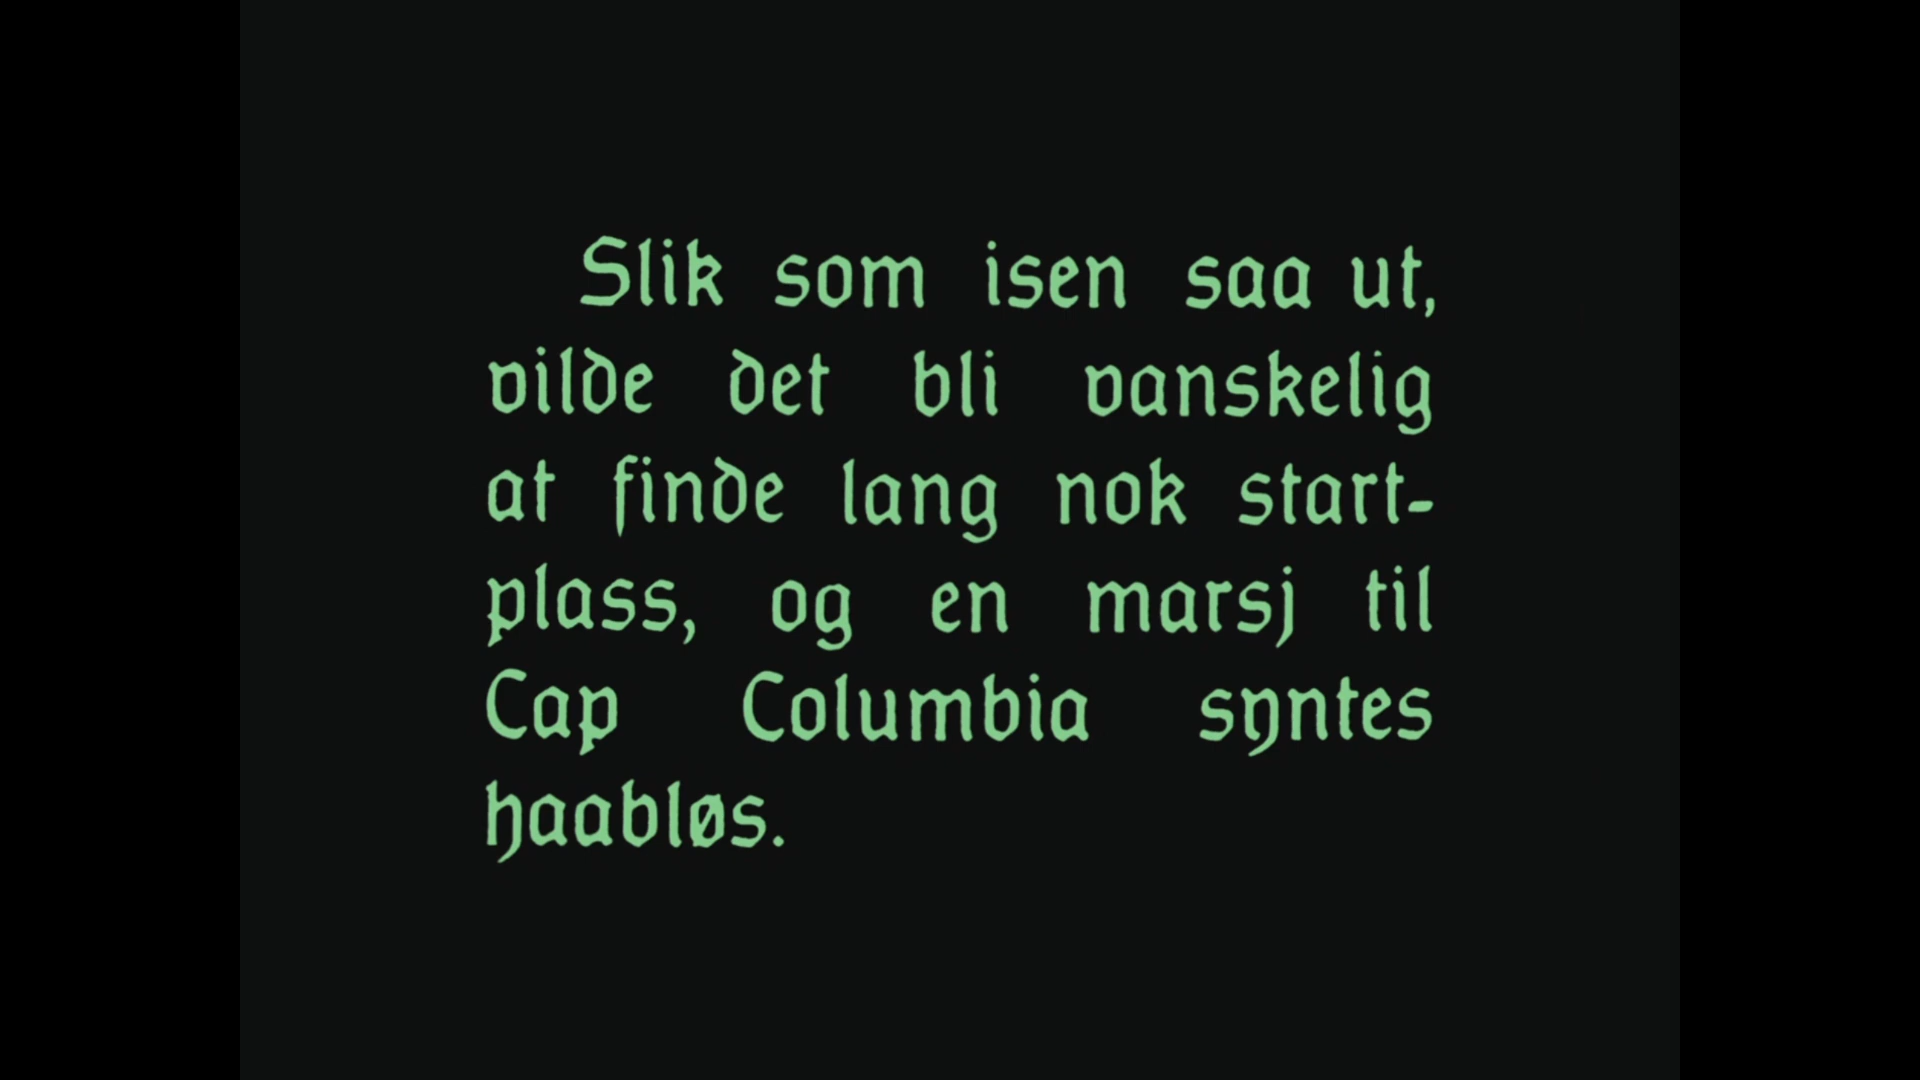 Slik som isen saa ut,
vilde det bli vanskelig
at finde lang nok start-
plass, og en marsj til
Cap Columbia syntes
haabløs.